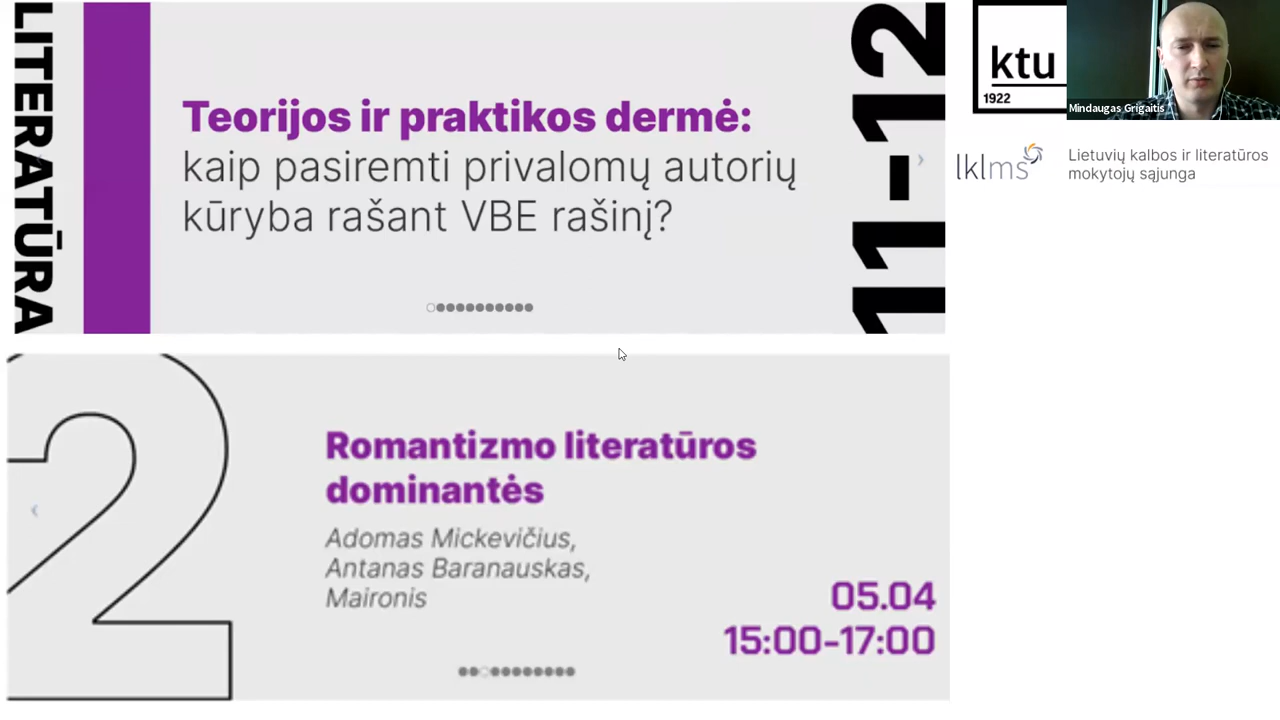 LITERATŪRA
Teorijos ir praktikos dermė:
kaip pasiremti privalomų autorių
kūryba rašant VBE rašinį?
11-12
ktu
1922
Mindaugas Grigaitis
lklms
Lietuvių kalbos ir literatūros
mokytojų sąjunga
2
Romantizmo literatūros
dominantės
Adomas Mickevičius,
Antanas Baranauskas,
Maironis
05.04
15:00-17:00